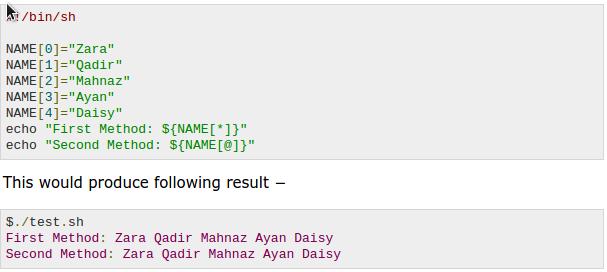 /bin/sh
NAME[0]="Zara"
NAME[1]="Qadir"
NAME[2]="Mahnaz"
NAME[3]="Ayan"
NAME[4]="Daisy"
echo "First Method: ${NAME[*]}"
echo "Second Method: ${NAME[@]}"
This would produce following result −
$./test.sh
First Method: Zara Qadir Mahnaz Ayan Daisy
Second Method: Zara Qadir Mahnaz Ayan Daisy